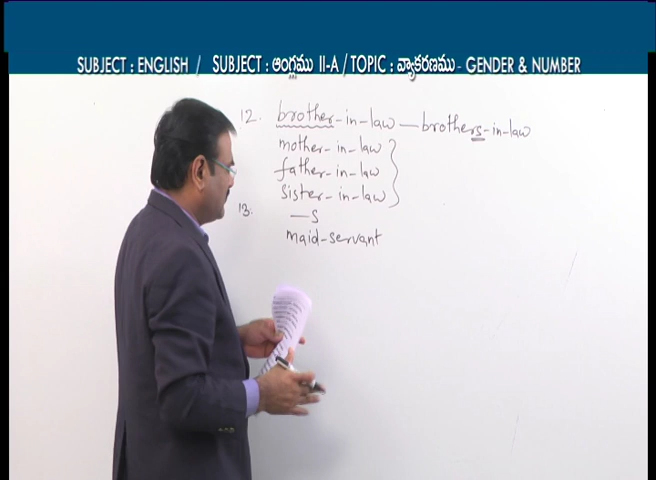 SUBJECT : ENGLISH / SUBJECT : ఆంగ్లము II-A / TOPIC : వ్యాకరణము - GENDER & NUMBER
12. brother-in-law — brothers-in-law
mother-in-law
father-in-law
sister-in-law
13. —s
maid-servant